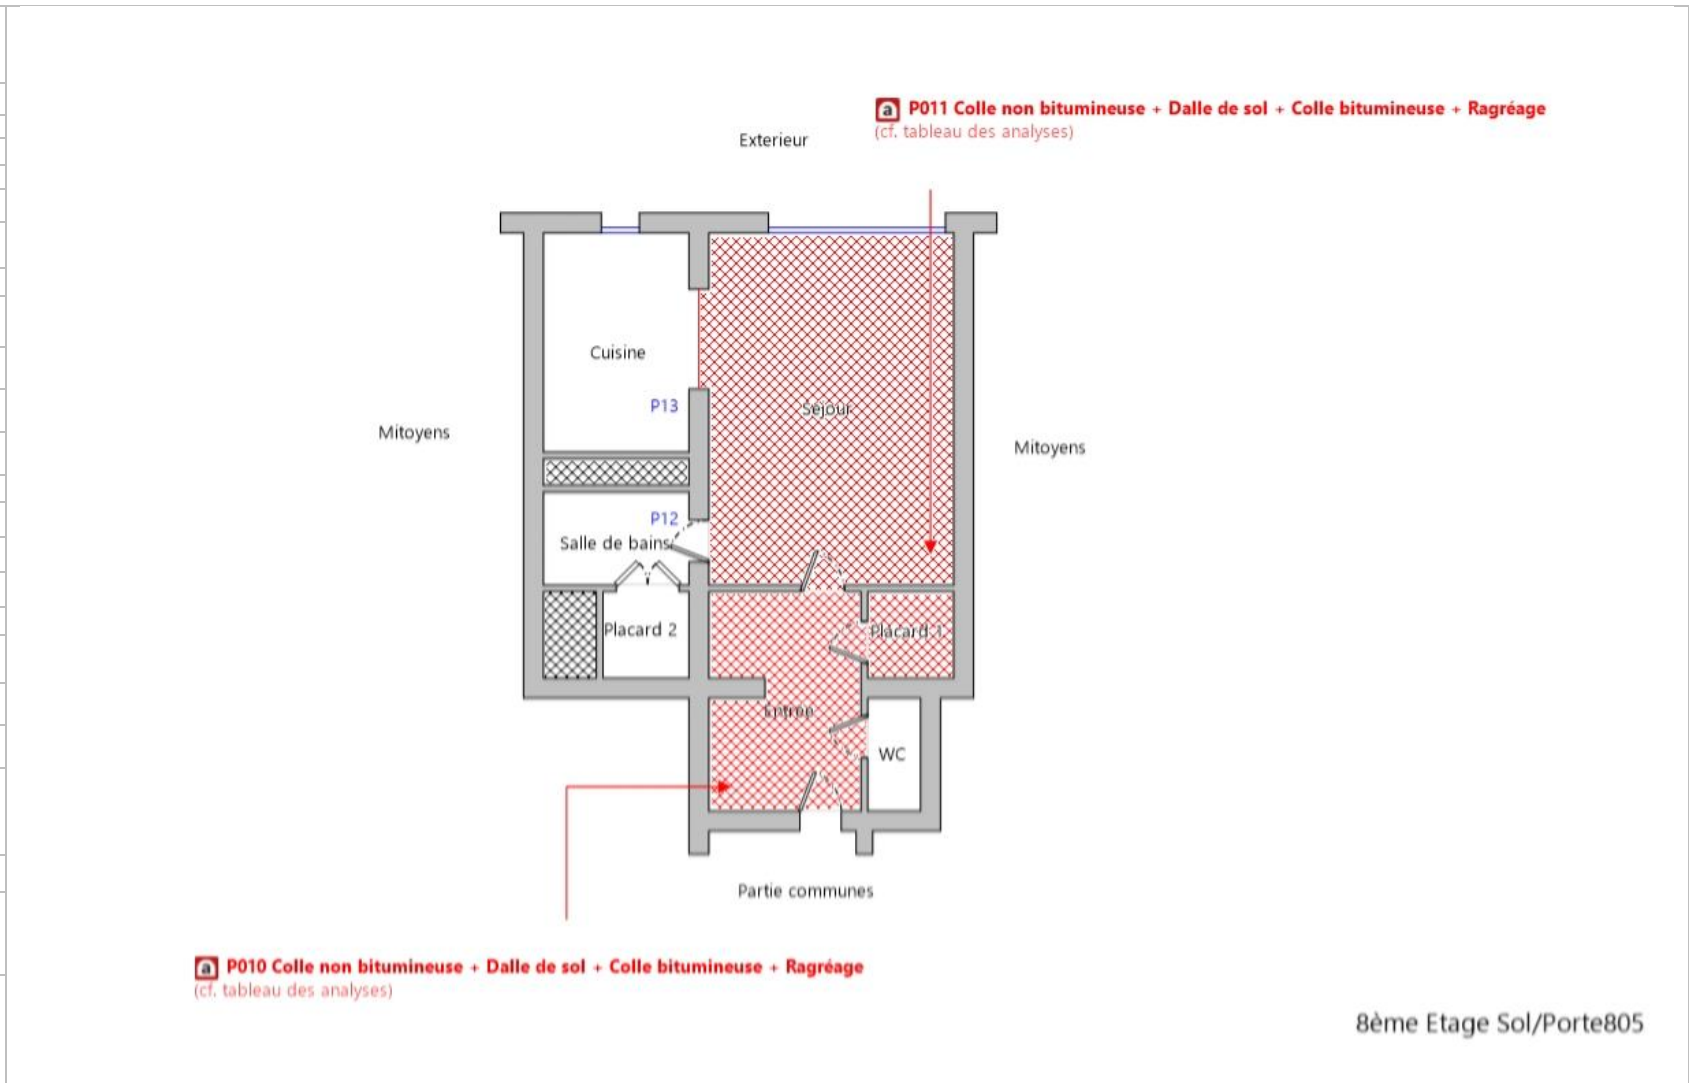 a P011 Colle non bitumineuse + Dalle de sol + Colle bitumineuse + Ragréage
(cf. tableau des analyses)
Exterieur
Cuisine
P13
Séjour
Mitoyens
Mitoyens
P12
Salle de bains
Placard 2
Placard 1
Entrée
WC
Partie communes
a P010 Colle non bitumineuse + Dalle de sol + Colle bitumineuse + Ragréage
(cf. tableau des analyses)
8ème Etage Sol/Porte805